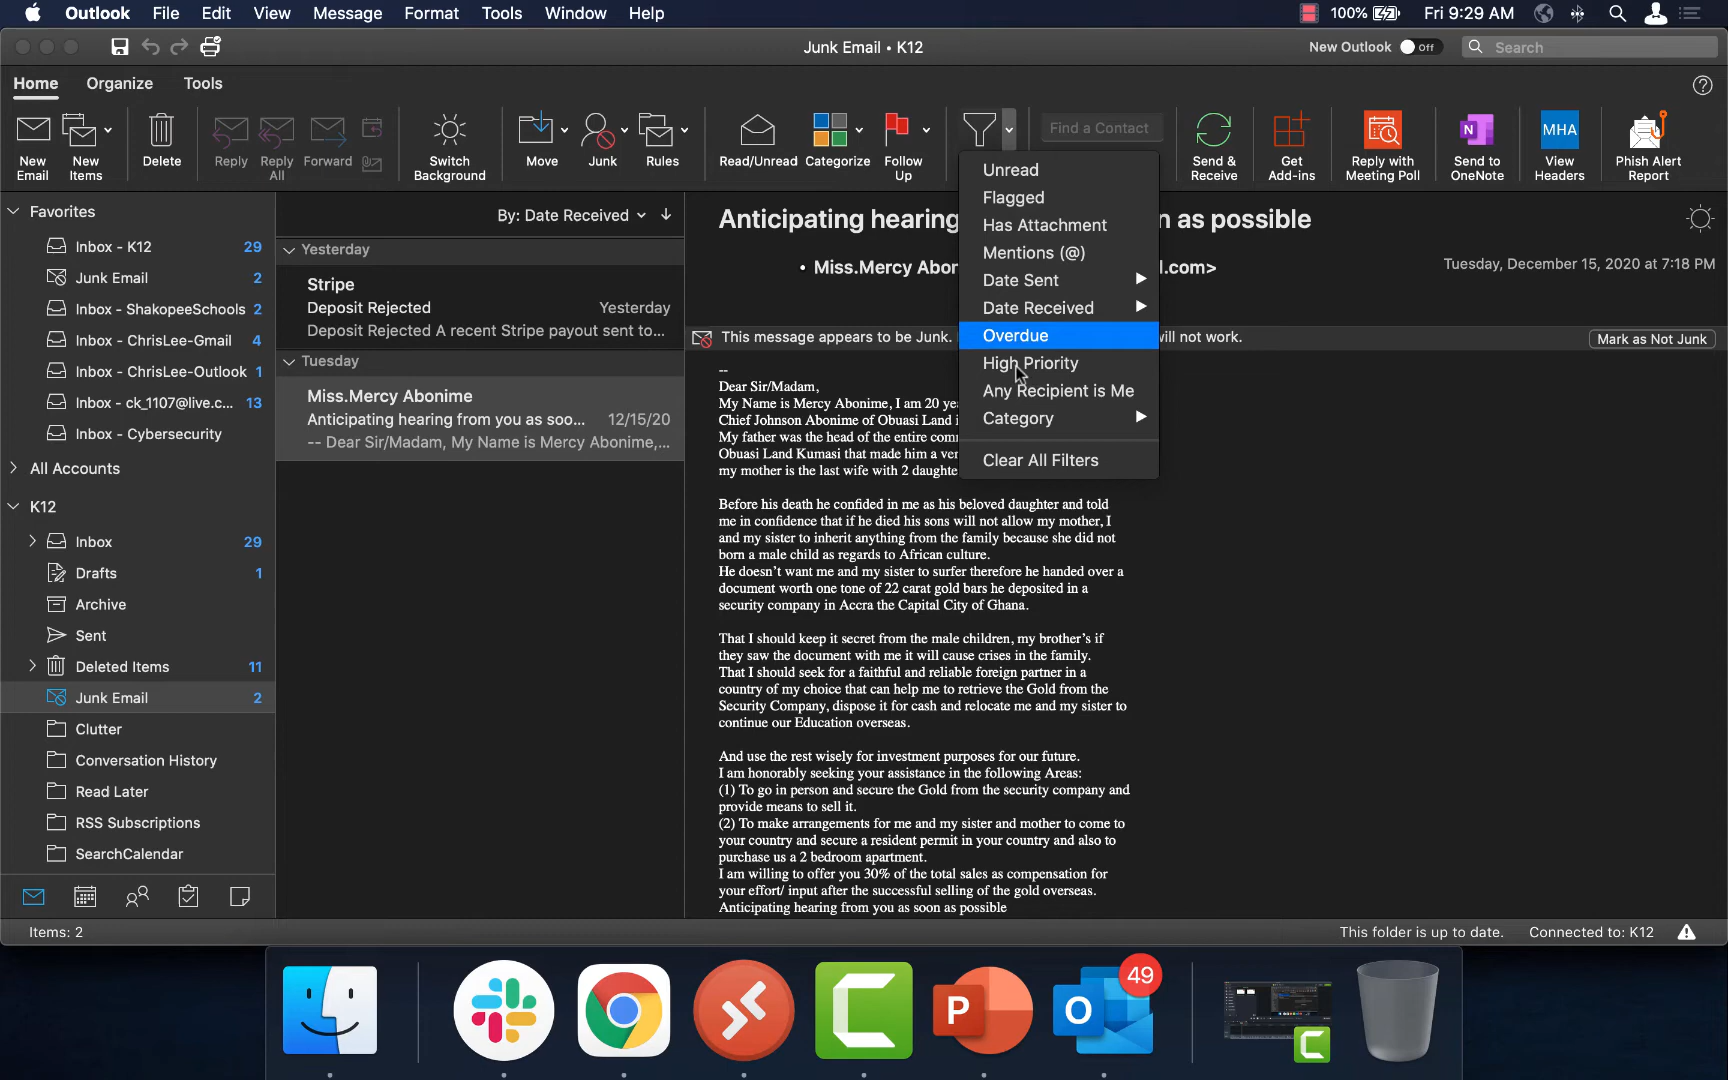 Outlook File Edit View Message Format Tools Window Help 100% Fri 9:29 AM
Junk Email • K12 New Outlook Off Search
Home Organize Tools
New Email
New Items
Delete
Reply
Reply All
Forward
Switch Background
Move
Junk
Rules
Read/Unread
Categorize
Follow Up
Find a Contact
Send & Receive
Get Add-ins
Reply with Meeting Poll
N
Send to OneNote
MHA
View Headers
Phish Alert Report
Unread
Flagged
Has Attachment
Mentions (@)
Date Sent
Date Received
Overdue
High Priority
Any Recipient is Me
Category
Clear All Filters
Favorites
Inbox - K12 29
Junk Email 2
Inbox - ShakopeeSchools 2
Inbox - ChrisLee-Gmail 4
Inbox - ChrisLee-Outlook 1
Inbox - ck_1107@live.c... 13
Inbox - Cybersecurity
All Accounts
K12
Inbox 29
Drafts 1
Archive
Sent
Deleted Items 11
Junk Email 2
Clutter
Conversation History
Read Later
RSS Subscriptions
SearchCalendar
By: Date Received
Yesterday
Stripe
Deposit Rejected Yesterday
Deposit Rejected A recent Stripe payout sent to...
Tuesday
Miss.Mercy Abonime
Anticipating hearing from you as soo... 12/15/20
-- Dear Sir/Madam, My Name is Mercy Abonime,...
Anticipating hearing n as possible
• Miss.Mercy Abor l.com>
Tuesday, December 15, 2020 at 7:18 PM
This message appears to be Junk. will not work. Mark as Not Junk
--
Dear Sir/Madam,
My Name is Mercy Abonime, I am 20 ye
Chief Johnson Abonime of Obuasi Land i
My father was the head of the entire com
Obuasi Land Kumasi that made him a ver
my mother is the last wife with 2 daughte
Before his death he confided in me as his beloved daughter and told
me in confidence that if he died his sons will not allow my mother, I
and my sister to inherit anything from the family because she did not
born a male child as regards to African culture.
He doesn't want me and my sister to surfer therefore he handed over a
document worth one tone of 22 carat gold bars he deposited in a
security company in Accra the Capital City of Ghana.
That I should keep it secret from the male children, my brother's if
they saw the document with me it will cause crises in the family.
That I should seek for a faithful and reliable foreign partner in a
country of my choice that can help me to retrieve the Gold from the
Security Company, dispose it for cash and relocate me and my sister to
continue our Education overseas.
And use the rest wisely for investment purposes for our future.
I am honorably seeking your assistance in the following Areas:
(1) To go in person and secure the Gold from the security company and
provide means to sell it.
(2) To make arrangements for me and my sister and mother to come to
your country and secure a resident permit in your country and also to
purchase us a 2 bedroom apartment.
I am willing to offer you 30% of the total sales as compensation for
your effort/ input after the successful selling of the gold overseas.
Anticipating hearing from you as soon as possible
Items: 2 This folder is up to date. Connected to: K12
P
O
49